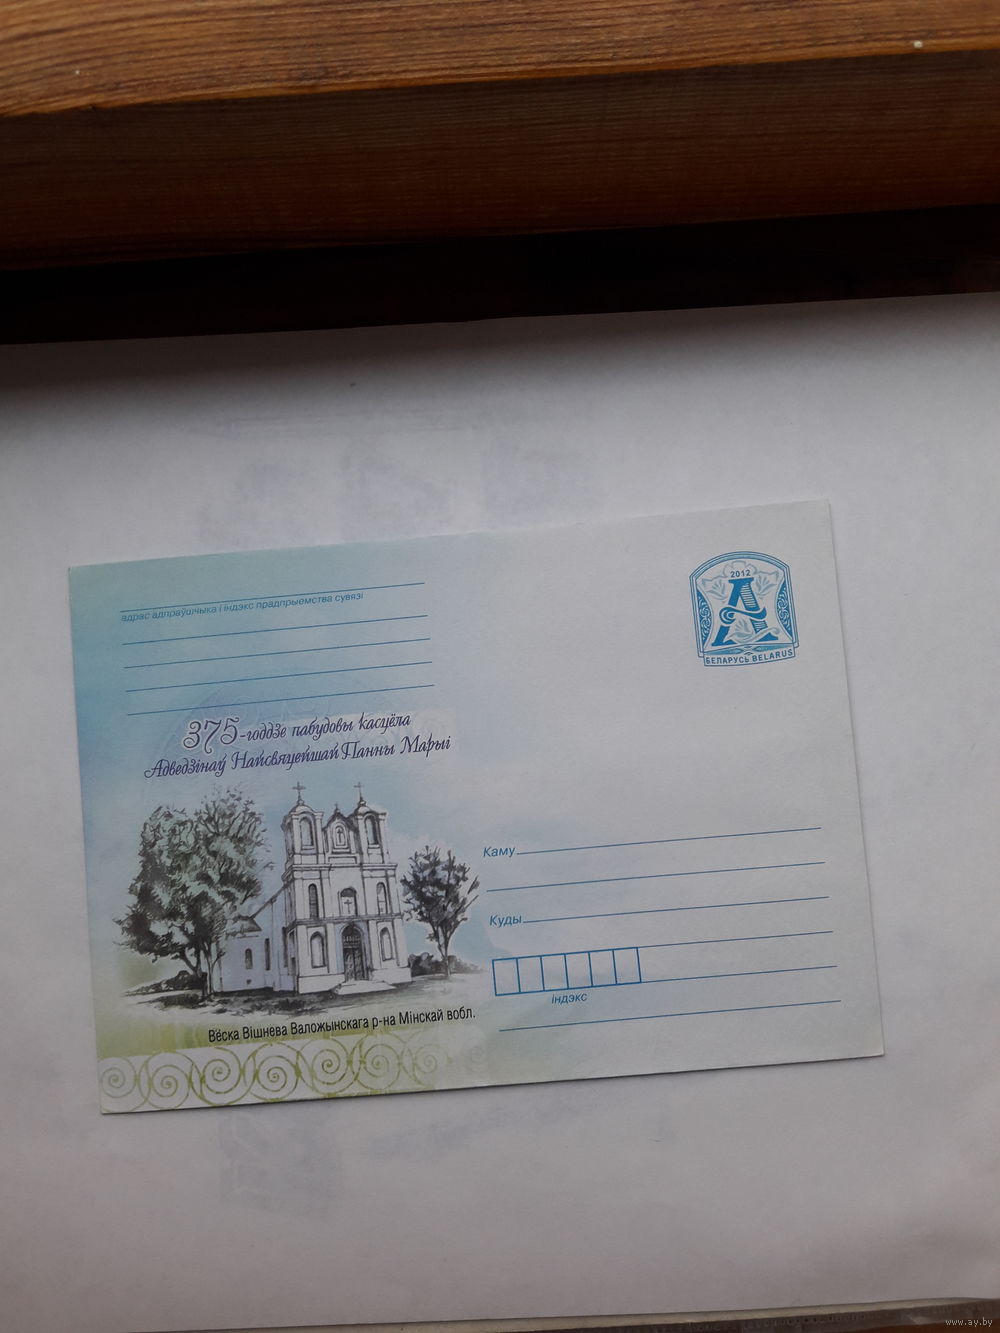 адрас адпраўшчыка і індэкс прадпрыемства сувязі
2012
А
БЕЛАРУСЬ BELARUS
375-годдзе пабудовы касцёла
Адведзінаў Найсвяцейшай Панны Марыі
Каму
Куды
індэкс
Вёска Вішнева Валожынскага р-на Мінскай вобл.
www.ay.by